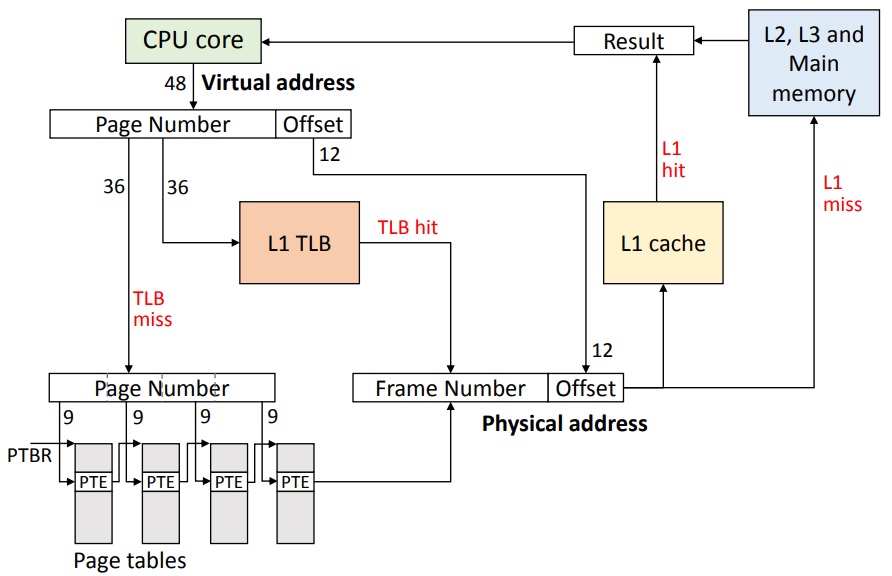 CPU core
Result
L2, L3 and
Main
memory
48
Virtual address
Page Number
Offset
12
L1
hit
L1
miss
36
36
L1 TLB
TLB hit
L1 cache
TLB
miss
12
Page Number
Frame Number
Offset
Physical address
9
9
9
9
PTBR
PTE
PTE
PTE
PTE
Page tables